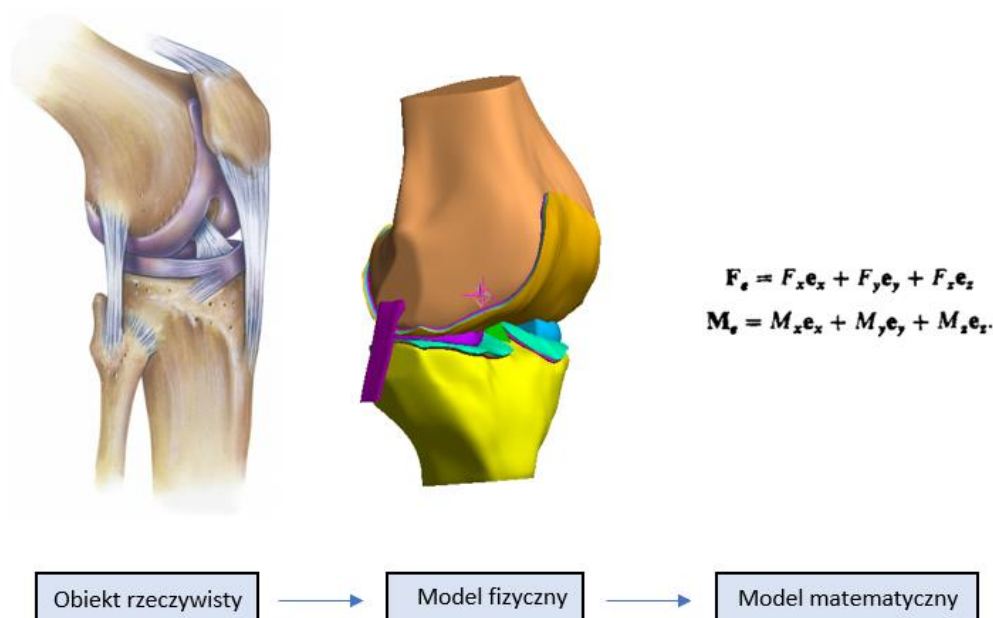 𝐅ₑ = Fₓ𝐞ₓ + F_y𝐞_y + F_z𝐞_z
𝐌ₑ = Mₓ𝐞ₓ + M_y𝐞_y + M_z𝐞_z.
Obiekt rzeczywisty
Model fizyczny
Model matematyczny